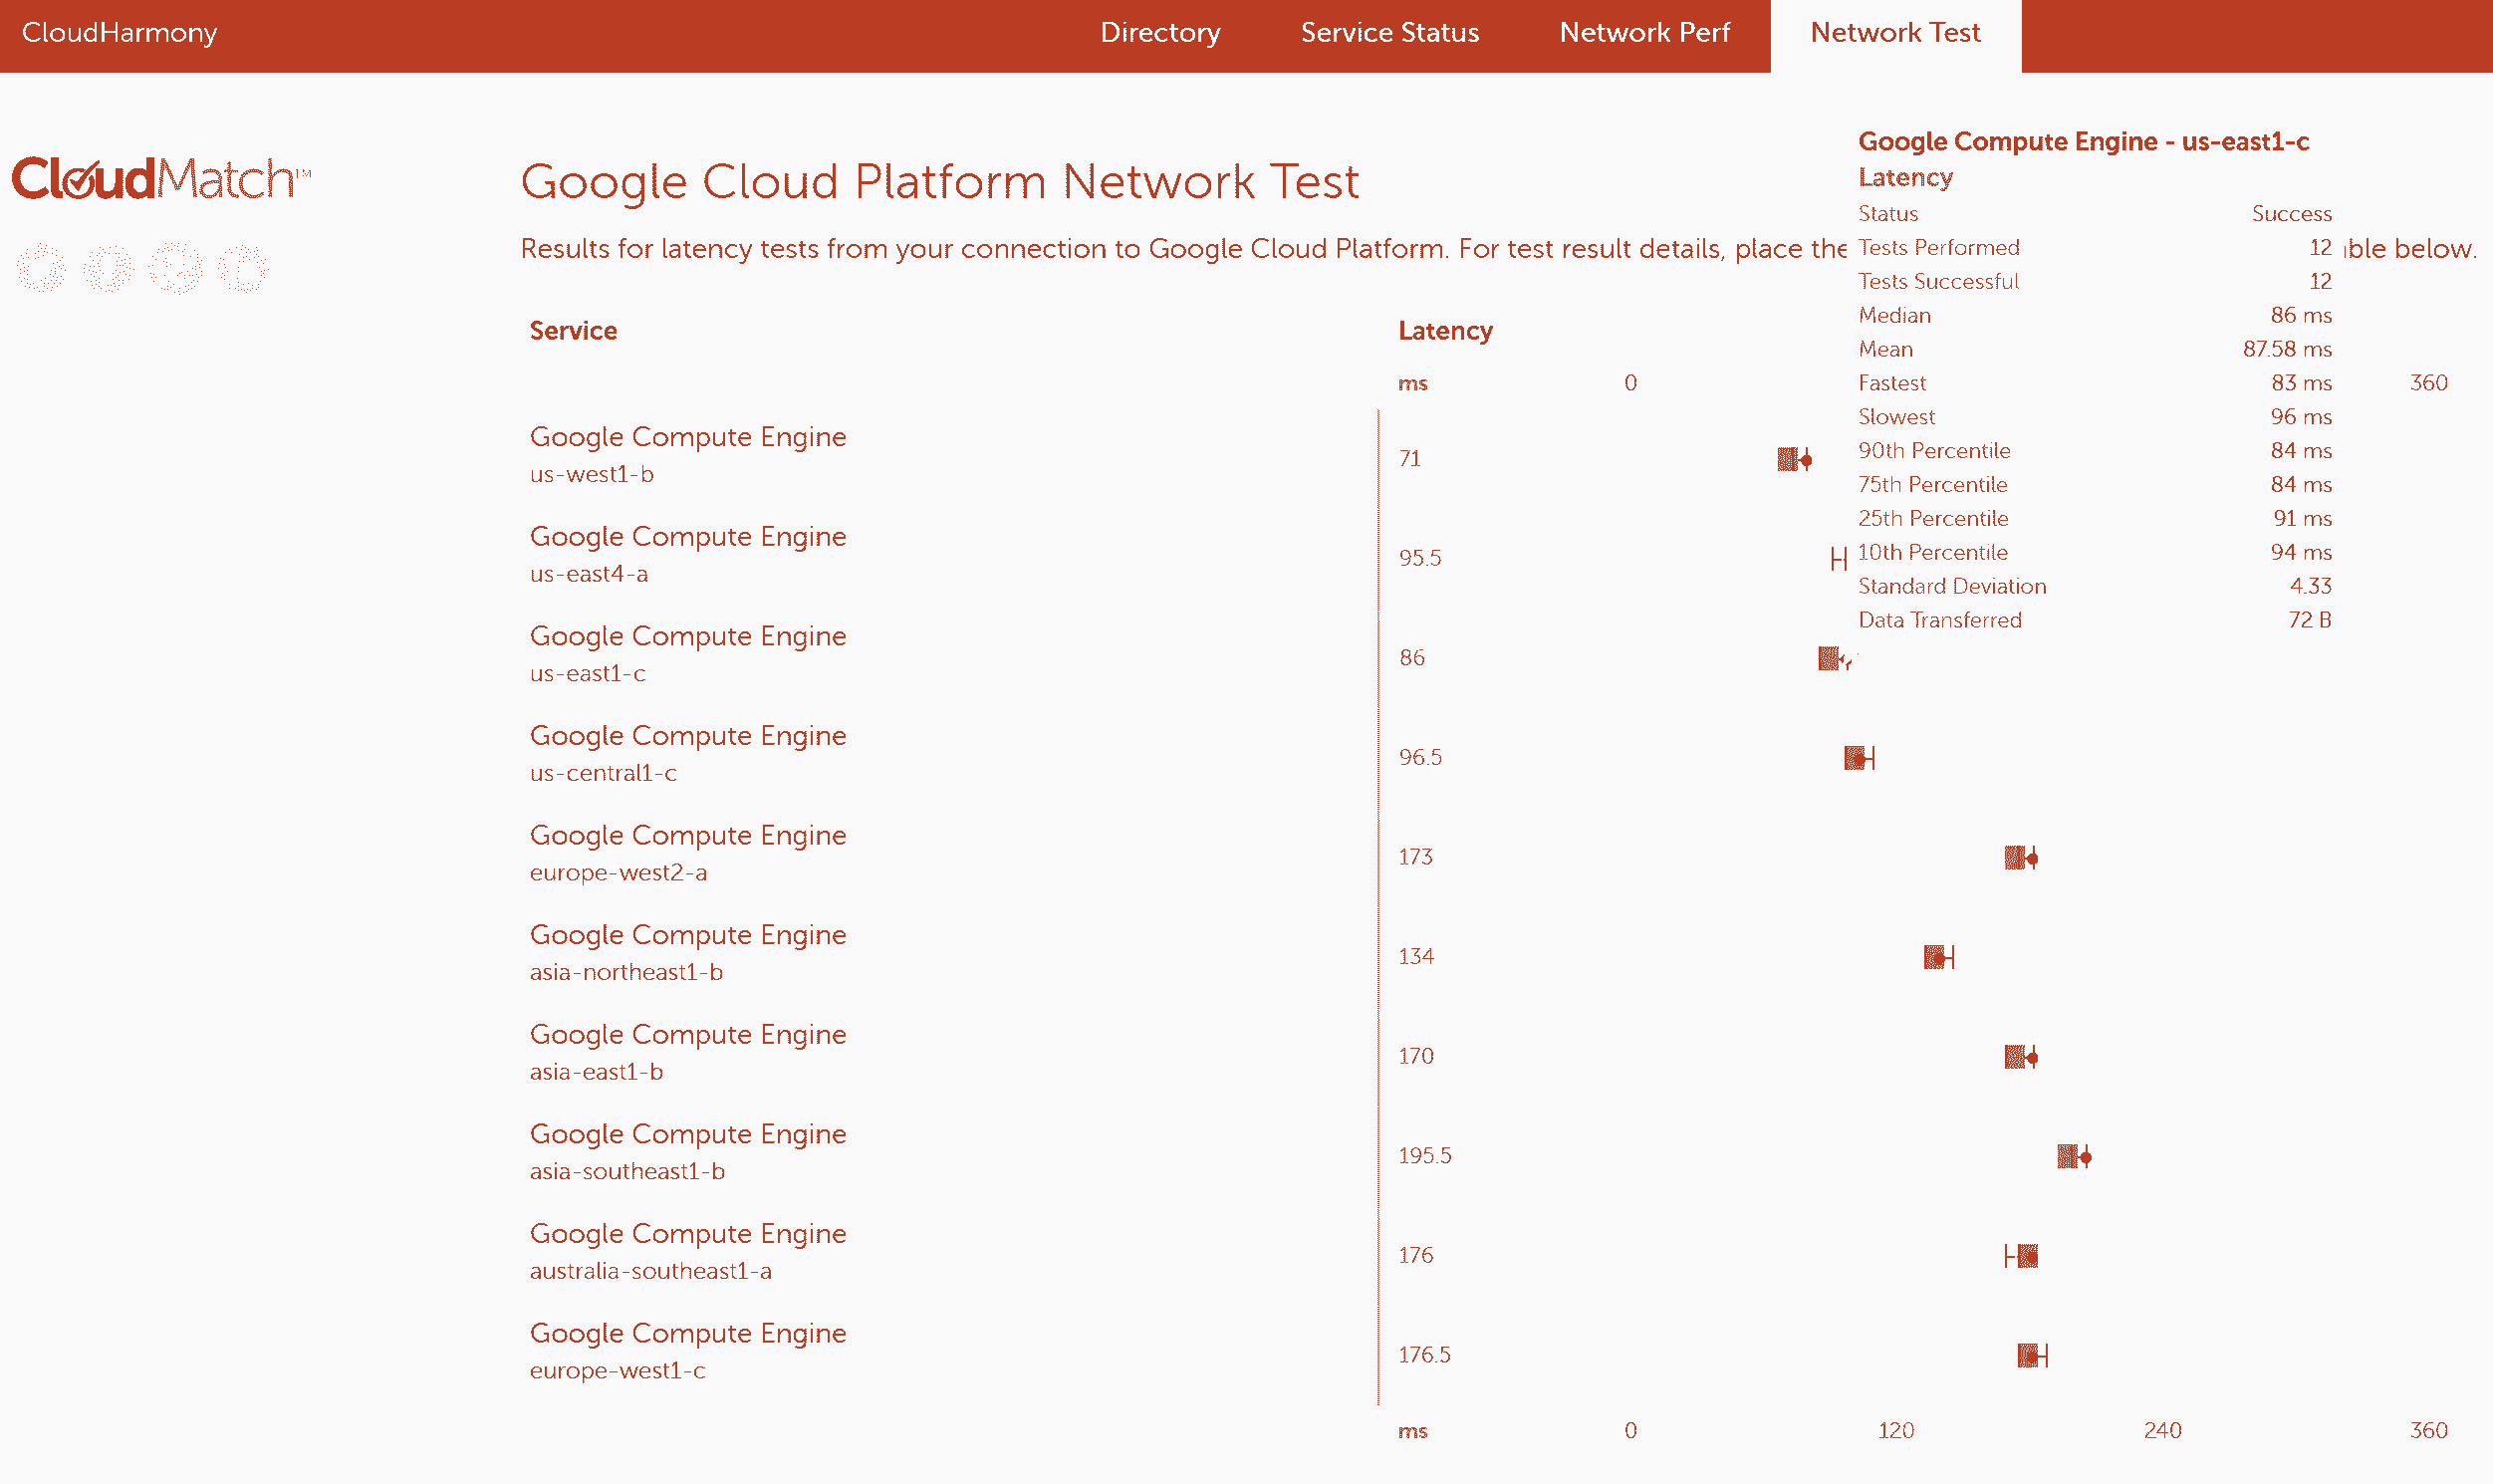 CloudHarmony Directory Service Status Network Perf Network Test
CloudMatch™
Google Cloud Platform Network Test
Results for latency tests from your connection to Google Cloud Platform. For test result details, place the ble below.
Google Compute Engine - us-east1-c
Latency
Status Success
Tests Performed 12
Tests Successful 12
Median 86 ms
Mean 87.58 ms
Fastest 83 ms
Slowest 96 ms
90th Percentile 84 ms
75th Percentile 84 ms
25th Percentile 91 ms
10th Percentile 94 ms
Standard Deviation 4.33
Data Transferred 72 B
Service Latency
ms 0 360
Google Compute Engine
us-west1-b
71
Google Compute Engine
us-east4-a
95.5
Google Compute Engine
us-east1-c
86
Google Compute Engine
us-central1-c
96.5
Google Compute Engine
europe-west2-a
173
Google Compute Engine
asia-northeast1-b
134
Google Compute Engine
asia-east1-b
170
Google Compute Engine
asia-southeast1-b
195.5
Google Compute Engine
australia-southeast1-a
176
Google Compute Engine
europe-west1-c
176.5
ms 0 120 240 360